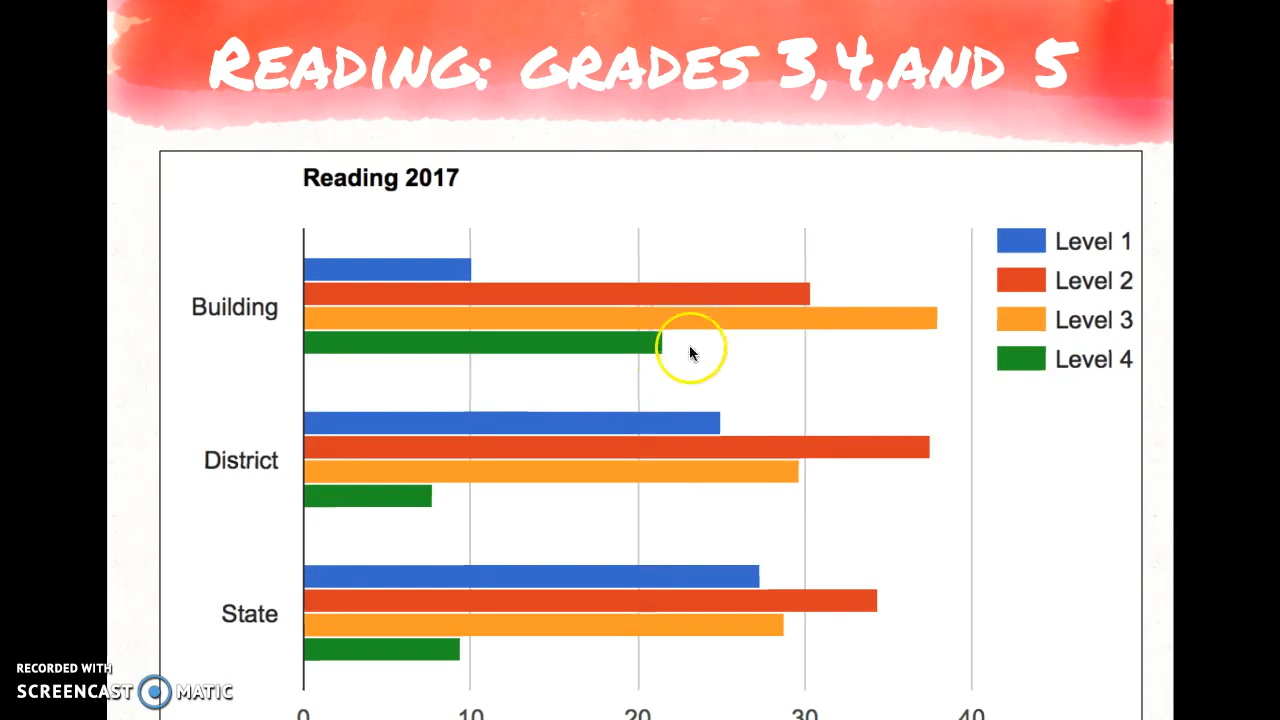 READING: GRADES 3,4,AND 5
Reading 2017
Level 1
Level 2
Level 3
Level 4
Building
District
State
0 10 20 30 40
RECORDED WITH
SCREENCAST MATIC